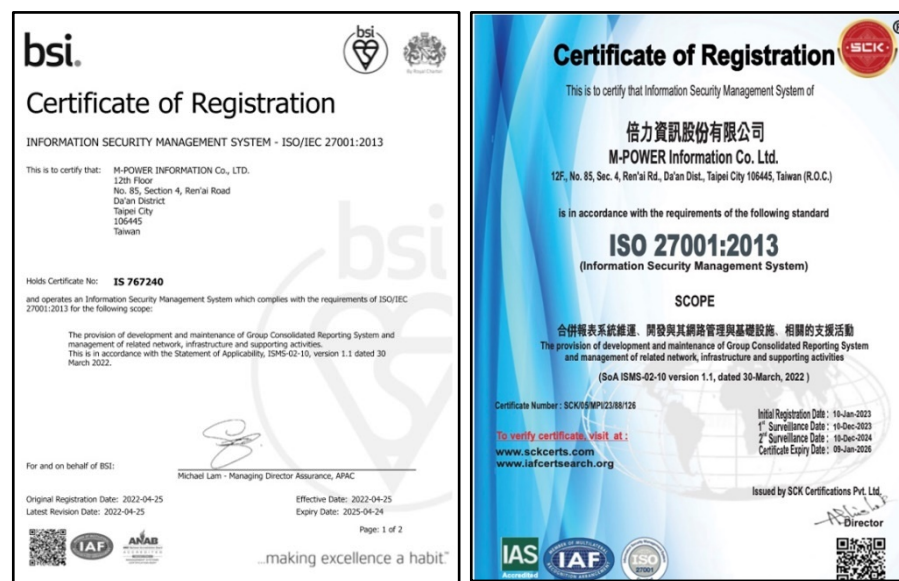 bsi.
bsi
By Royal Charter
Certificate of Registration
INFORMATION SECURITY MANAGEMENT SYSTEM - ISO/IEC 27001:2013
This is to certify that: M-POWER INFORMATION Co., LTD.
12th Floor
No. 85, Section 4, Ren'ai Road
Da'an District
Taipei City
106445
Taiwan
Holds Certificate No: IS 767240
and operates an Information Security Management System which complies with the requirements of ISO/IEC
27001:2013 for the following scope:
The provision of development and maintenance of Group Consolidated Reporting System and
management of related network, infrastructure and supporting activities.
This is in accordance with the Statement of Applicability, ISMS-02-10, version 1.1 dated 30
March 2022.
bsi
For and on behalf of BSI:
Michael Lam - Managing Director Assurance, APAC
Original Registration Date: 2022-04-25
Effective Date: 2022-04-25
Latest Revision Date: 2022-04-25
Expiry Date: 2025-04-24
Page: 1 of 2
IAF
ANAB
ACCREDITED
...making excellence a habit.™
SCK
®
Certificate of Registration
This is to certify that Information Security Management System of
倍力資訊股份有限公司
M-POWER Information Co. Ltd.
12F., No. 85, Sec. 4, Ren'ai Rd., Da'an Dist., Taipei City 106445, Taiwan (R.O.C.)
is in accordance with the requirements of the following standard
ISO 27001:2013
(Information Security Management System)
SCOPE
合併報表系統維運、開發與其網路管理與基礎設施、相關的支援活動
The provision of development and maintenance of Group Consolidated Reporting System
and management of related network, infrastructure and supporting activities
(SoA ISMS-02-10 version 1.1, dated 30-March, 2022 )
Certificate Number : SCK/05/MPI/23/88/126
Initial Registration Date : 10-Jan-2023
1st Surveillance Date : 10-Dec-2023
2nd Surveillance Date : 10-Dec-2024
Certificate Expiry Date : 09-Jan-2026
To verify certificate, visit at :
www.sckcerts.com
www.iafcertsearch.org
Issued by SCK Certifications Pvt. Ltd.
Director
IAS
Accredited
MEMBER OF MULTILATERAL
IAF
RECOGNITION ARRANGEMENT
ISO
27001